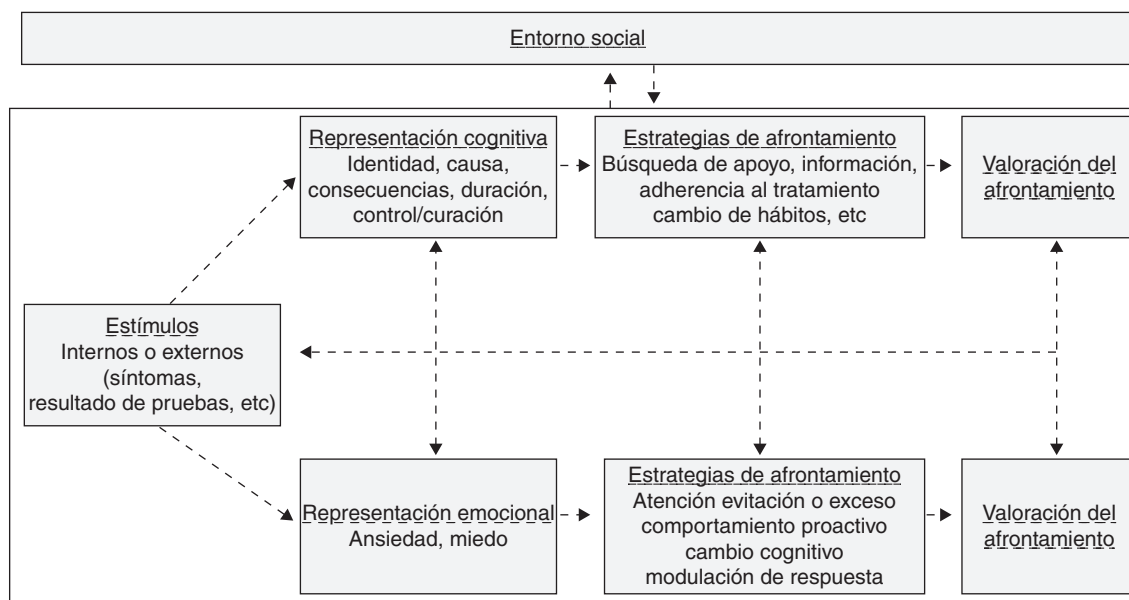 Entorno social
Representación cognitiva
Identidad, causa,
consecuencias, duración,
control/curación
Estrategias de afrontamiento
Búsqueda de apoyo, información,
adherencia al tratamiento
cambio de hábitos, etc
Valoración del
afrontamiento
Estímulos
Internos o externos
(síntomas,
resultado de pruebas, etc)
Representación emocional
Ansiedad, miedo
Estrategias de afrontamiento
Atención evitación o exceso
comportamiento proactivo
cambio cognitivo
modulación de respuesta
Valoración del
afrontamiento